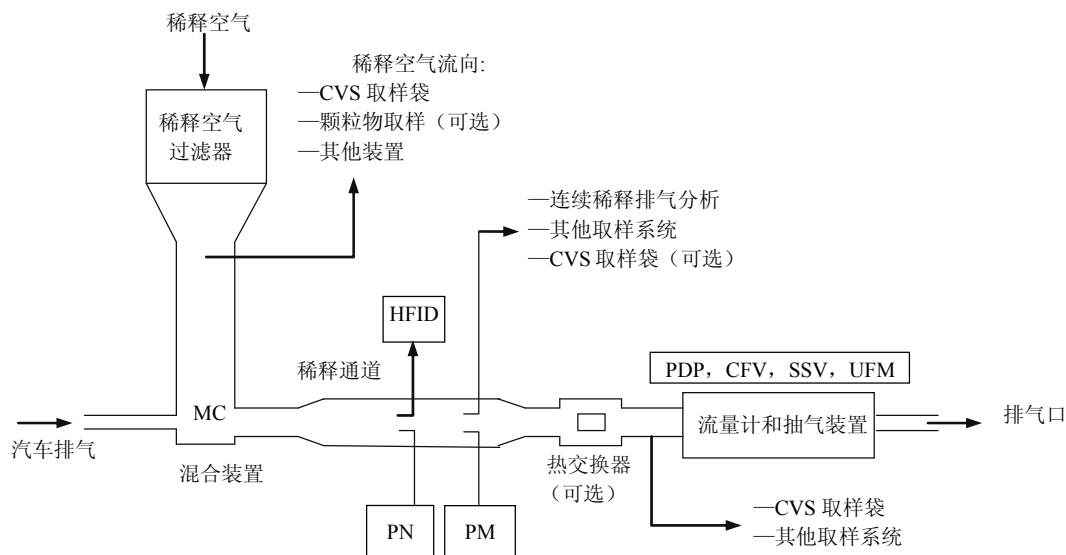 稀释空气
稀释空气
过滤器
稀释空气流向:
—CVS 取样袋
—颗粒物取样（可选）
—其他装置
—连续稀释排气分析
—其他取样系统
—CVS 取样袋（可选）
HFID
稀释通道
PDP，CFV，SSV，UFM
MC
流量计和抽气装置
排气口
汽车排气
混合装置
热交换器
（可选）
PN
PM
—CVS 取样袋
—其他取样系统